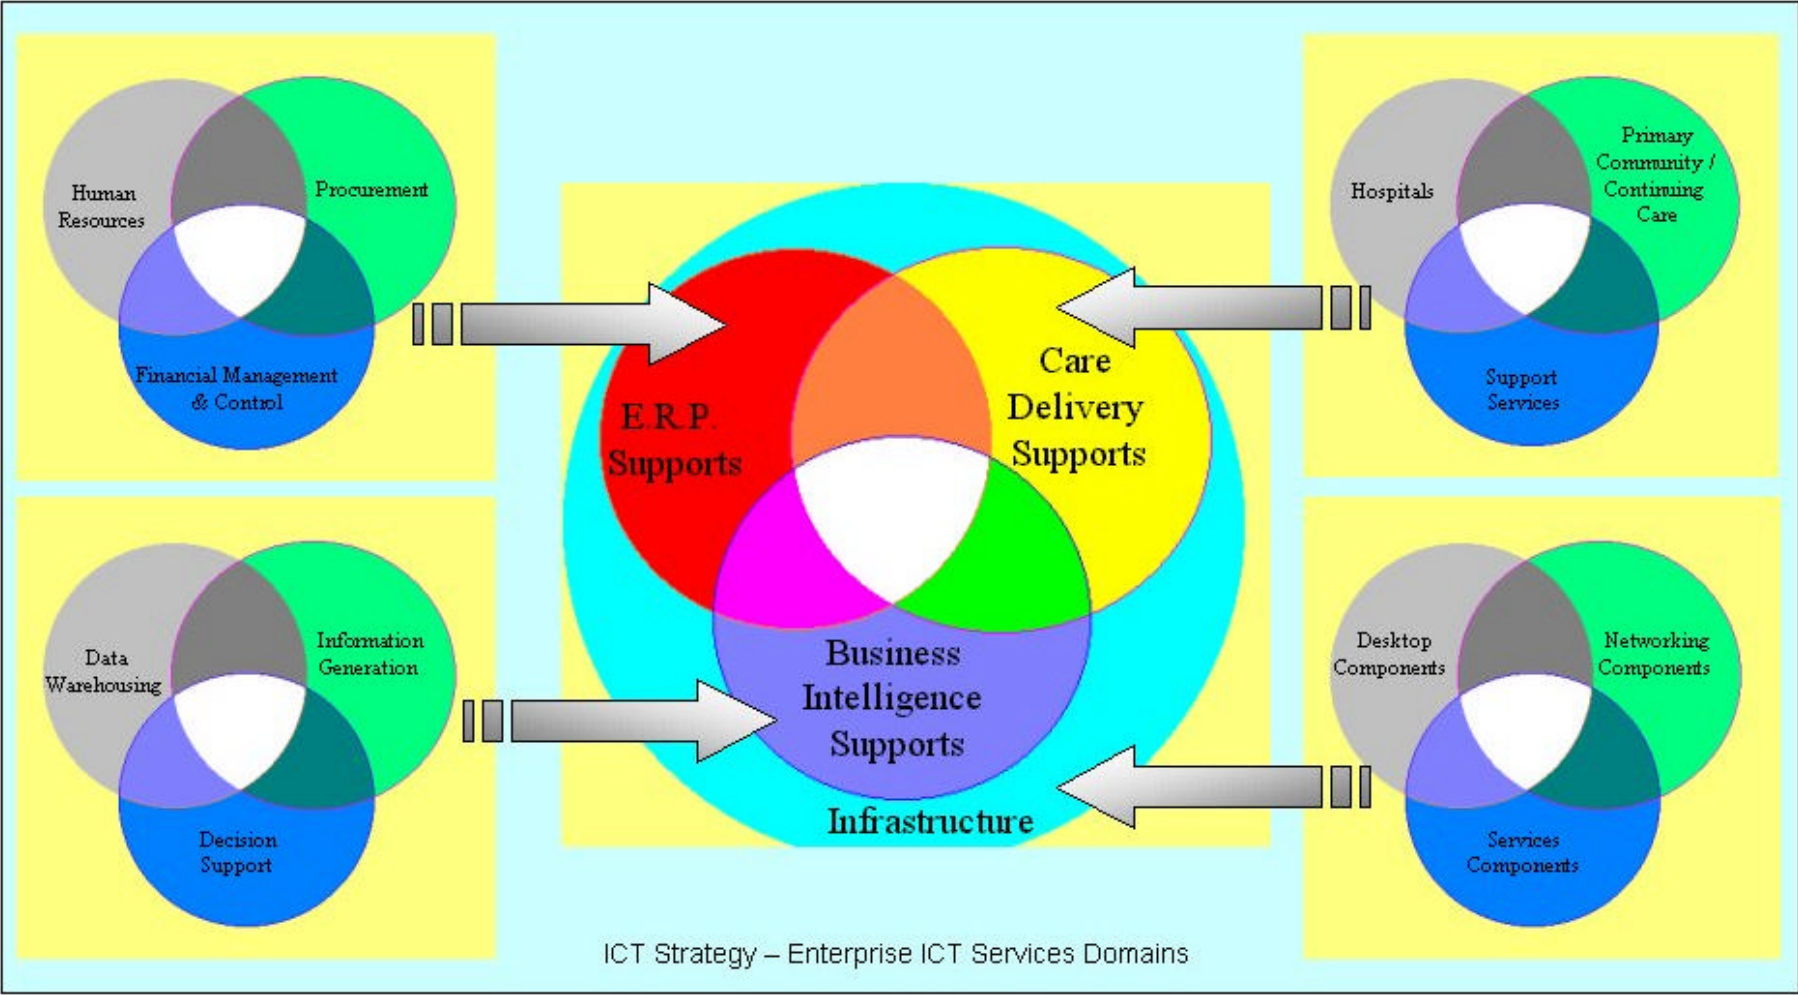 Human
Resources
Procurement
Financial Management
& Control
Hospitals
Primary
Community /
Continuing
Care
Support
Services
E.R.P.
Supports
Care
Delivery
Supports
Business
Intelligence
Supports
Infrastructure
Data
Warehousing
Information
Generation
Decision
Support
Desktop
Components
Networking
Components
Services
Components
ICT Strategy – Enterprise ICT Services Domains